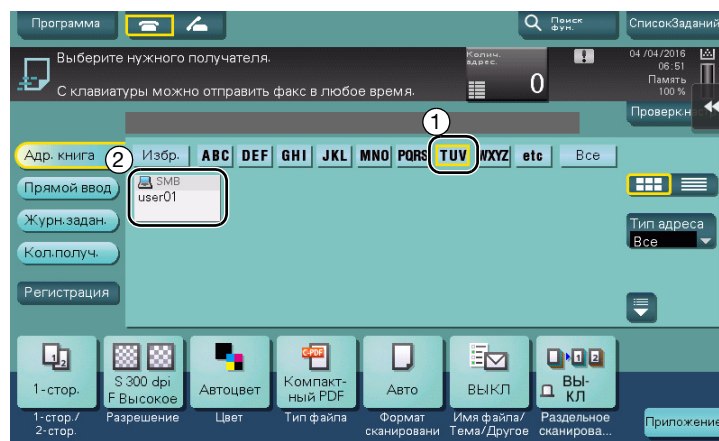 Программа
Поиск
фун.
СписокЗаданий
Выберите нужного получателя.
С клавиатуры можно отправить факс в любое время.
Колич.
адрес.
0
04/04/2016
06:51
Память
100 %
1
Адр. книга
2
Избр.
ABC
DEF
GHI
JKL
MNO
PQRS
TUV
WXYZ
etc
Все
Прямой ввод
SMB
user01
Журн.задан.
Кол.получ.
Регистрация
Тип адреса
Все
1-стор.
S 300 dpi
F Высокое
Автоцвет
C-PDF
Компакт-
ный PDF
Авто
ВЫКЛ
ВЫ-
КЛ
1-стор./
2-стор.
Разрешение
Цвет
Тип файла
Формат
сканировани
Имя файла/
Тема/Другое
Раздельное
сканирова...
Приложение